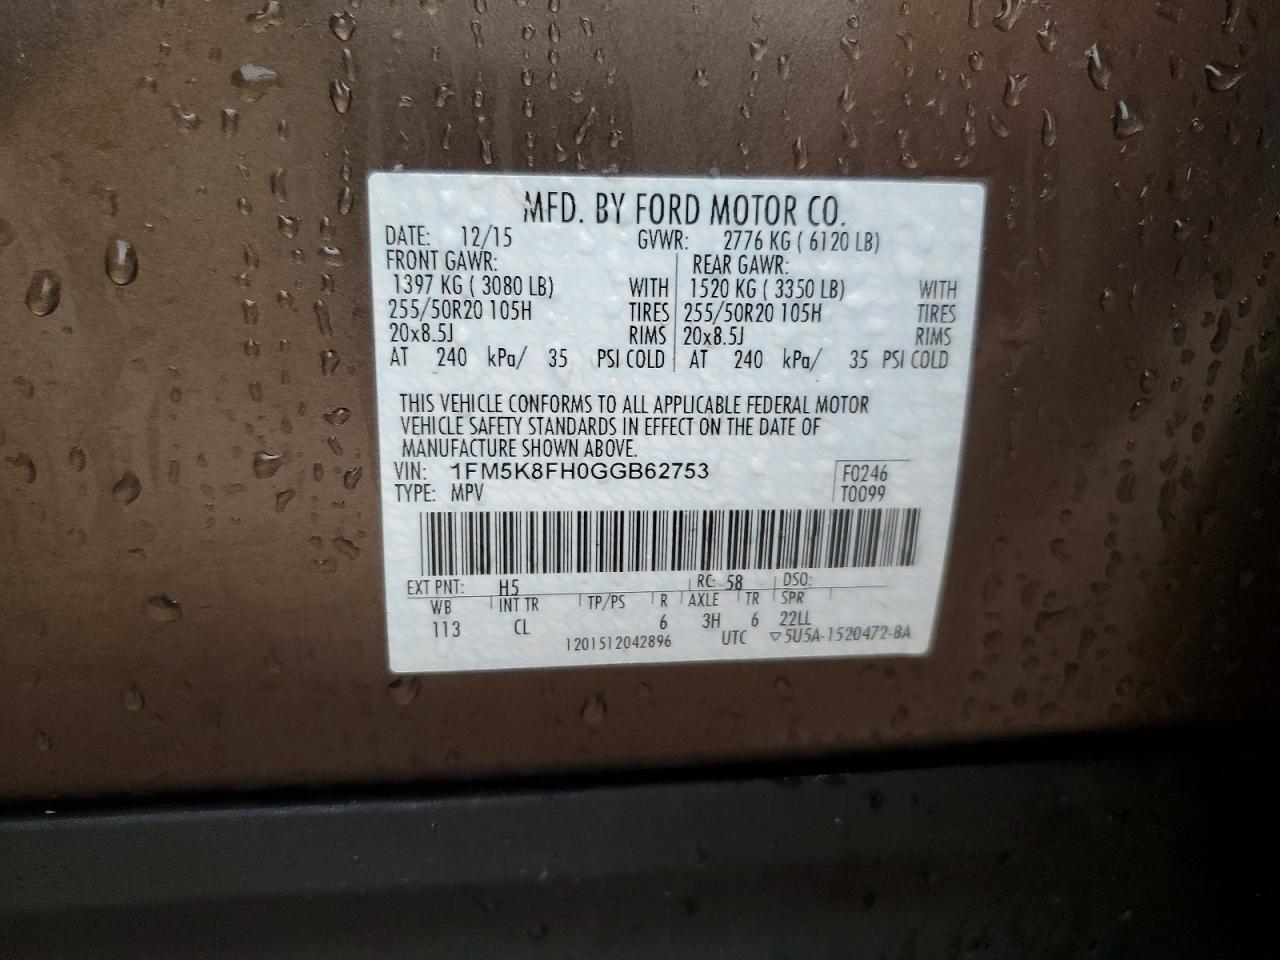 MFD. BY FORD MOTOR CO.
DATE: 12/15 GVWR: 2776 KG ( 6120 LB)
FRONT GAWR: REAR GAWR:
1397 KG ( 3080 LB) WITH 1520 KG ( 3350 LB) WITH
255/50R20 105H TIRES 255/50R20 105H TIRES
20x8.5J RIMS 20x8.5J RIMS
AT 240 kPa/ 35 PSI COLD AT 240 kPa/ 35 PSI COLD
THIS VEHICLE CONFORMS TO ALL APPLICABLE FEDERAL MOTOR
VEHICLE SAFETY STANDARDS IN EFFECT ON THE DATE OF
MANUFACTURE SHOWN ABOVE.
VIN: 1FM5K8FH0GGB62753 F0246
TYPE: MPV T0099
EXT PNT: H5 RC: 58 DSO:
WB INT TR TP/PS R AXLE TR SPR
113 CL 6 3H 6 22LL
1201512042896 UTC ▽5U5A-1520472-BA